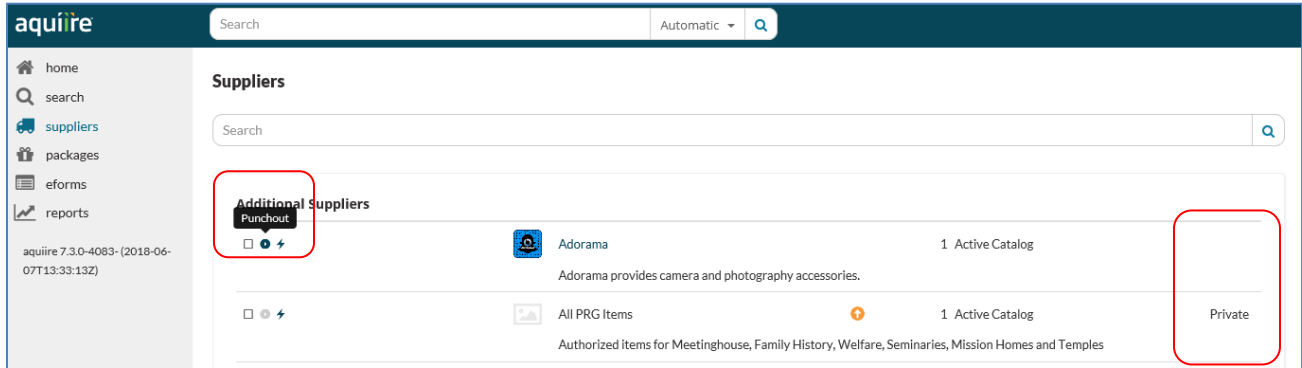 aquiire
Search
Automatic
home
search
suppliers
packages
eforms
reports
aquiire 7.3.0-4083- (2018-06-
07T13:33:13Z)
Suppliers
Search
Additional Suppliers
Punchout
Adorama 1 Active Catalog
Adorama provides camera and photography accessories.
All PRG Items 1 Active Catalog Private
Authorized items for Meetinghouse, Family History, Welfare, Seminaries, Mission Homes and Temples